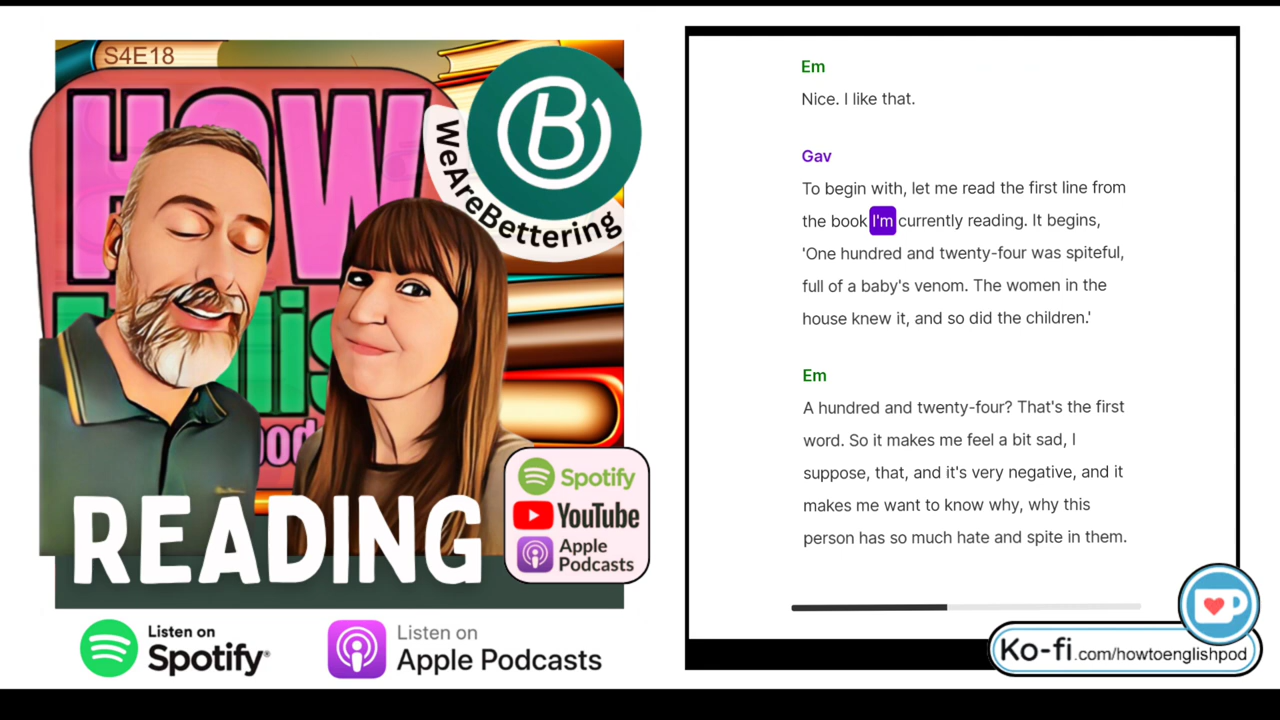 S4E18
HOW
WeAreBettering
B
READING
Spotify
YouTube
Apple
Podcasts
Listen on
Spotify
Listen on
Apple Podcasts
Em
Nice. I like that.
Gav
To begin with, let me read the first line from
the book I'm currently reading. It begins,
'One hundred and twenty-four was spiteful,
full of a baby's venom. The women in the
house knew it, and so did the children.'
Em
A hundred and twenty-four? That's the first
word. So it makes me feel a bit sad, I
suppose, that, and it's very negative, and it
makes me want to know why, why this
person has so much hate and spite in them.
Ko-fi.com/howtoenglishpod